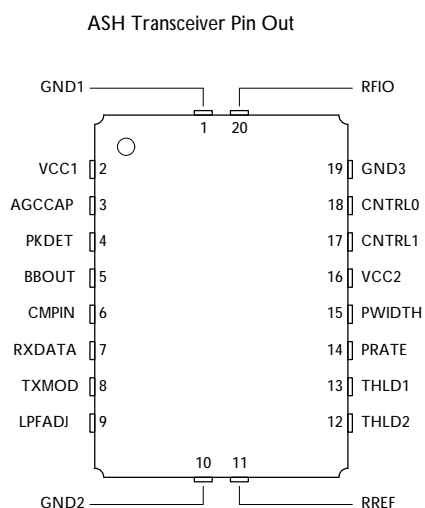 ASH Transceiver Pin Out
GND1 RFIO
1 20
VCC1 2 19 GND3
AGCCAP 3 18 CNTRL0
PKDET 4 17 CNTRL1
BBOUT 5 16 VCC2
CMPIN 6 15 PWIDTH
RXDATA 7 14 PRATE
TXMOD 8 13 THLD1
LPFADJ 9 12 THLD2
10 11
GND2 RREF